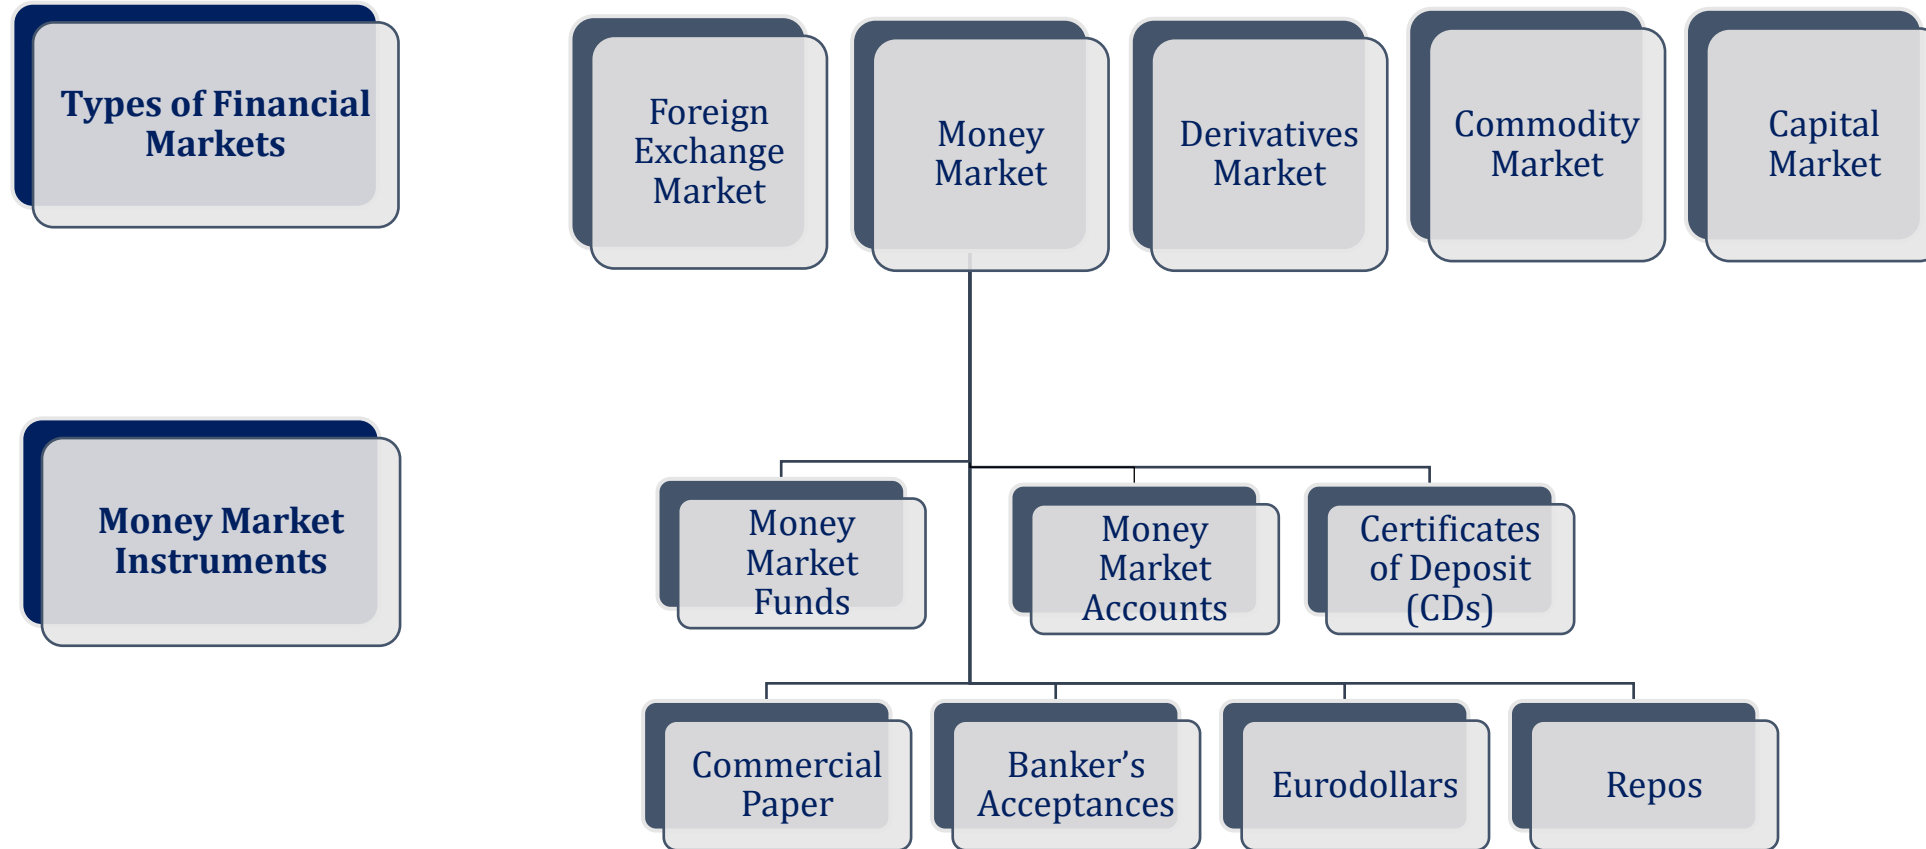 Types of Financial
Markets
Foreign
Exchange
Market
Money
Market
Derivatives
Market
Commodity
Market
Capital
Market
Money Market
Instruments
Money
Market
Funds
Money
Market
Accounts
Certificates
of Deposit
(CDs)
Commercial
Paper
Banker’s
Acceptances
Eurodollars
Repos